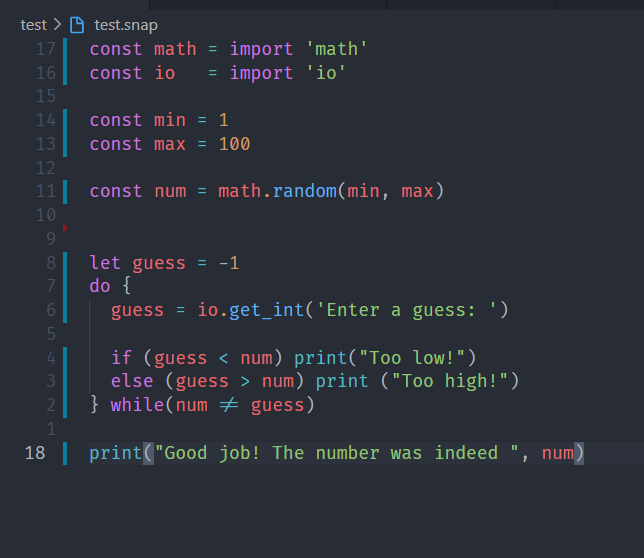 test > test.snap
17 const math = import 'math'
16 const io   = import 'io'
15
14 const min = 1
13 const max = 100
12
11 const num = math.random(min, max)
10
9
8 let guess = -1
7 do {
6   guess = io.get_int('Enter a guess: ')
5
4   if (guess < num) print("Too low!")
3   else (guess > num) print ("Too high!")
2 } while(num ≠ guess)
1
18 print("Good job! The number was indeed ", num)